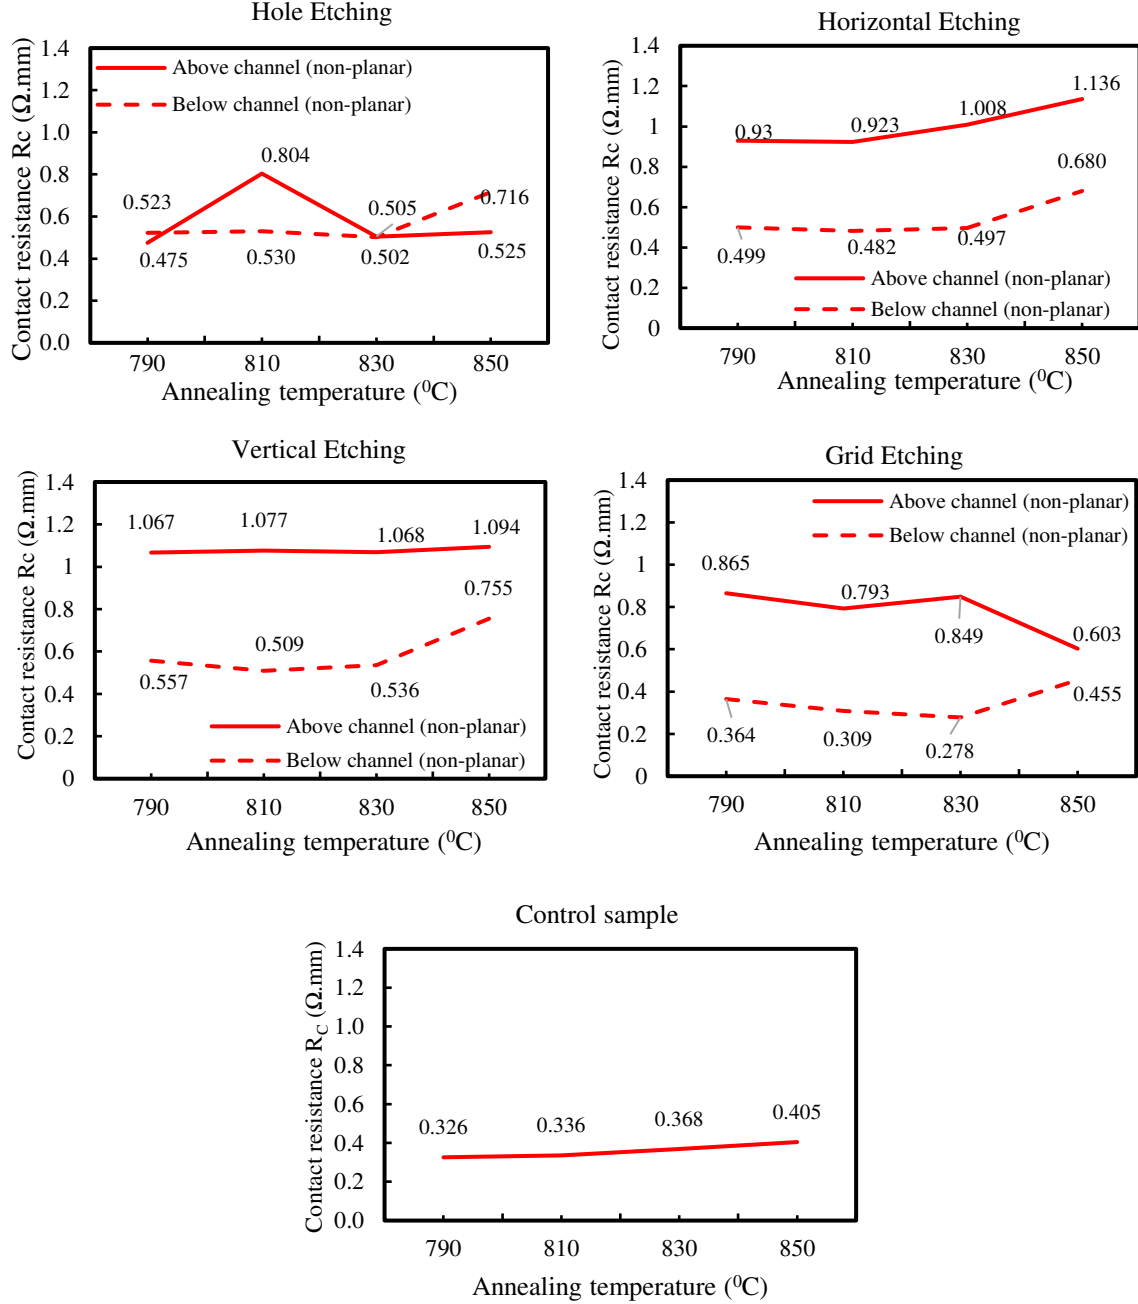 Hole Etching
Contact resistance Rc (Ω.mm)
1.4
1.2
1.0
0.8
0.6
0.4
0.2
0.0
Above channel (non-planar)
Below channel (non-planar)
0.804
0.523
0.505
0.716
0.475
0.530
0.502
0.525
790 810 830 850
Annealing temperature (⁰C)
Horizontal Etching
Contact resistance Rc (Ω.mm)
1.4
1.2
1
0.8
0.6
0.4
0.2
0
0.93
0.923
1.008
1.136
0.680
0.499
0.482
0.497
Above channel (non-planar)
Below channel (non-planar)
790 810 830 850
Annealing temperature (⁰C)
Vertical Etching
Contact resistance Rc (Ω.mm)
1.4
1.2
1
0.8
0.6
0.4
0.2
0
1.067
1.077
1.068
1.094
0.755
0.557
0.509
0.536
Above channel (non-planar)
Below channel (non-planar)
790 810 830 850
Annealing temperature (⁰C)
Grid Etching
Contact resistance Rc (Ω.mm)
1.4
1.2
1
0.8
0.6
0.4
0.2
0
Above channel (non-planar)
Below channel (non-planar)
0.865
0.793
0.849
0.603
0.364
0.309
0.278
0.455
790 810 830 850
Annealing temperature (⁰C)
Control sample
Contact resistance R_C (Ω.mm)
1.4
1.2
1.0
0.8
0.6
0.4
0.2
0.0
0.326
0.336
0.368
0.405
790 810 830 850
Annealing temperature (⁰C)